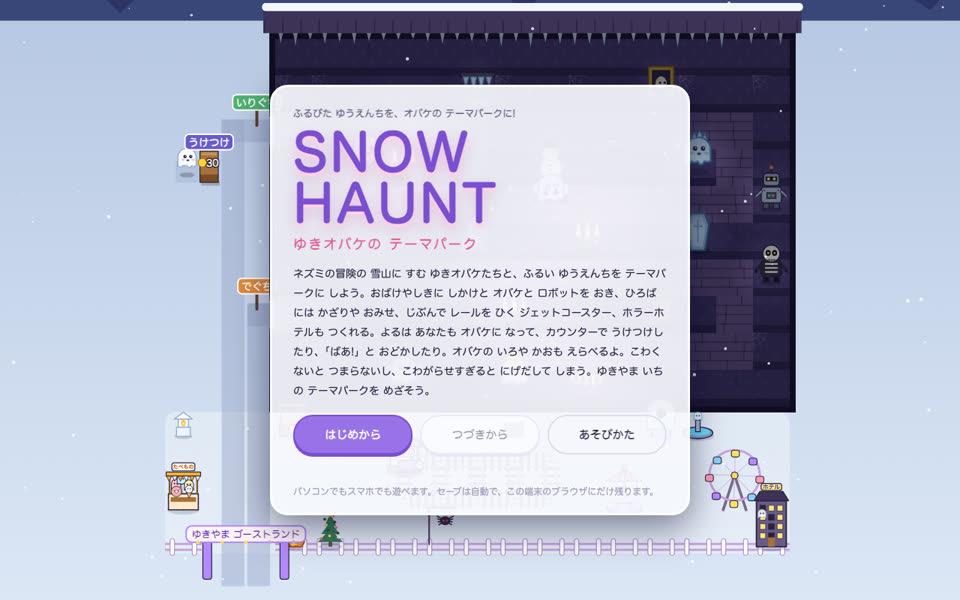 いりぐ
うけつけ
30
でぐち
ふるびた ゆうえんちを、オバケの テーマパークに!
SNOW
HAUNT
ゆきオバケの テーマパーク
ネズミの冒険の 雪山に すむ ゆきオバケたちと、ふるい ゆうえんちを テーマパ
ークに しよう。おばけやしきに しかけと オバケと ロボットを おき、ひろば
には かざりや おみせ、じぶんで レールを ひく ジェットコースター、ホラーホ
テルも つくれる。よるは あなたも オバケに なって、カウンターで うけつけし
たり、「ばあ!」と おどかしたり。オバケの いろや かおも えらべるよ。こわく
ないと つまらないし、こわがらせすぎると にげだして しまう。ゆきやま いち
の テーマパークを めざそう。
はじめから
つづきから
あそびかた
パソコンでもスマホでも遊べます。セーブは自動で、この端末のブラウザにだけ残ります。
たべもの
ホテル
ゆきやま ゴーストランド